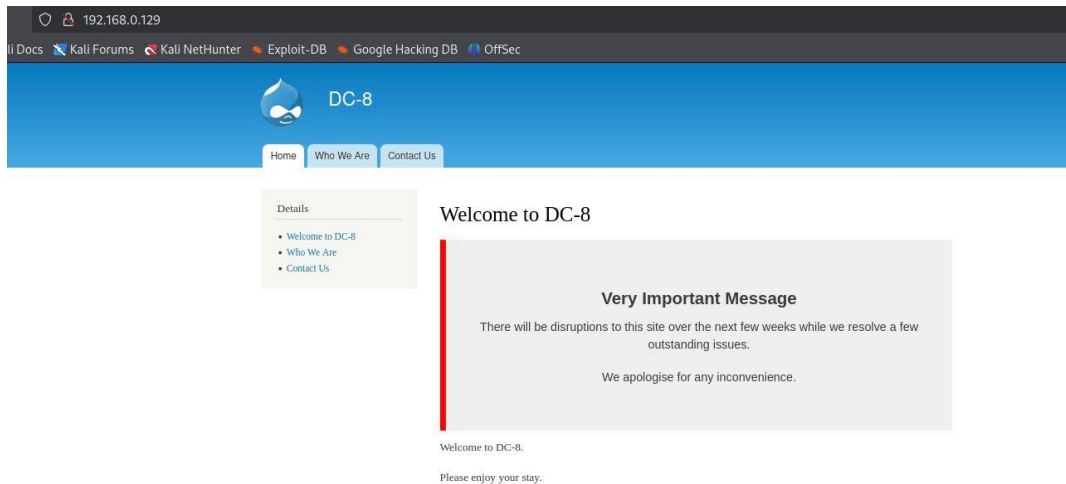 192.168.0.129
li Docs Kali Forums Kali NetHunter Exploit-DB Google Hacking DB OffSec
DC-8
Home Who We Are Contact Us
Details
Welcome to DC-8
Who We Are
Contact Us
Welcome to DC-8
Very Important Message
There will be disruptions to this site over the next few weeks while we resolve a few
outstanding issues.
We apologise for any inconvenience.
Welcome to DC-8.
Please enjoy your stay.